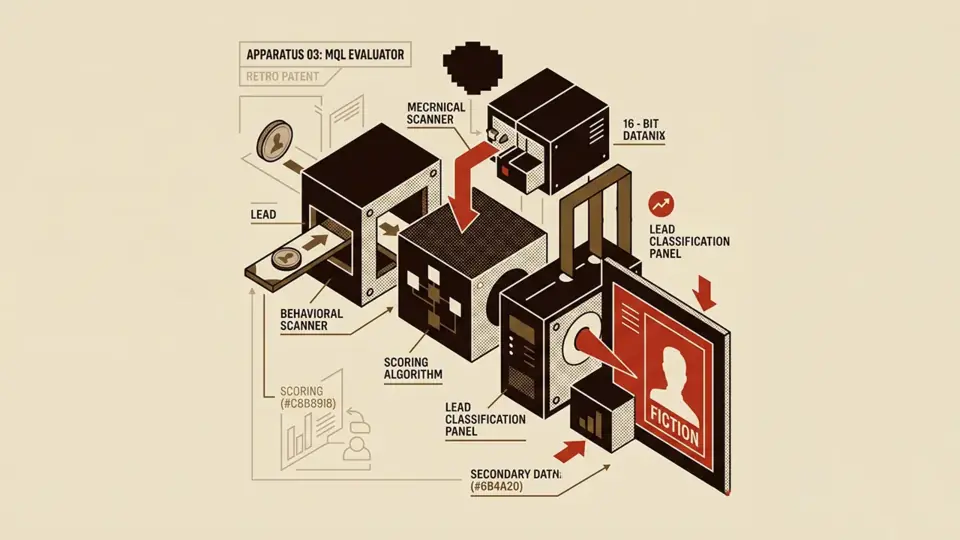 APPARATUS 03: MQL EVALUATOR
RETRO PATENT
MECRNICAL
SCANNER
16 - BIT
DATANIX
LEAD
LEAD
CLASSIFICATION
PANEL
BEHAVIORAL
SCANNER
SCORING
ALGORITHM
SCORING
(#C8B8918)
LEAD
CLASSIFICATION
PANEL
FICTION
SECONDARY DATN:
(#6B4A20)